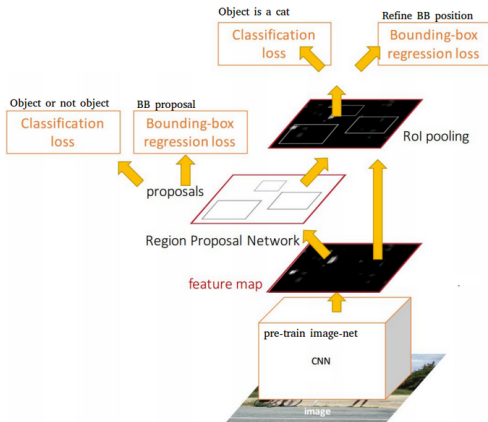 Object is a cat
Refine BB position
Classification
loss
Bounding-box
regression loss
Object or not object
BB proposal
Classification
loss
Bounding-box
regression loss
RoI pooling
proposals
Region Proposal Network
feature map
pre-train image-net
CNN
image